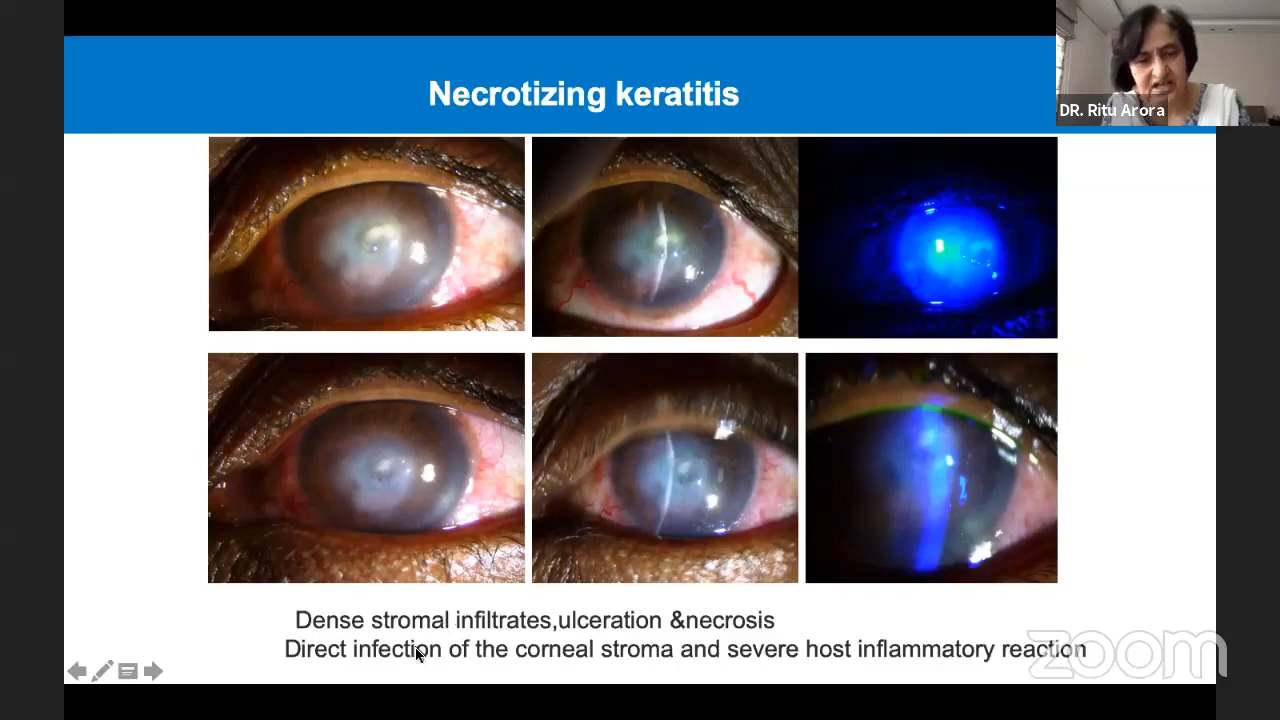 Necrotizing keratitis
DR. Ritu Arora
Dense stromal infiltrates,ulceration &necrosis
Direct infection of the corneal stroma and severe host inflammatory reaction
zoom